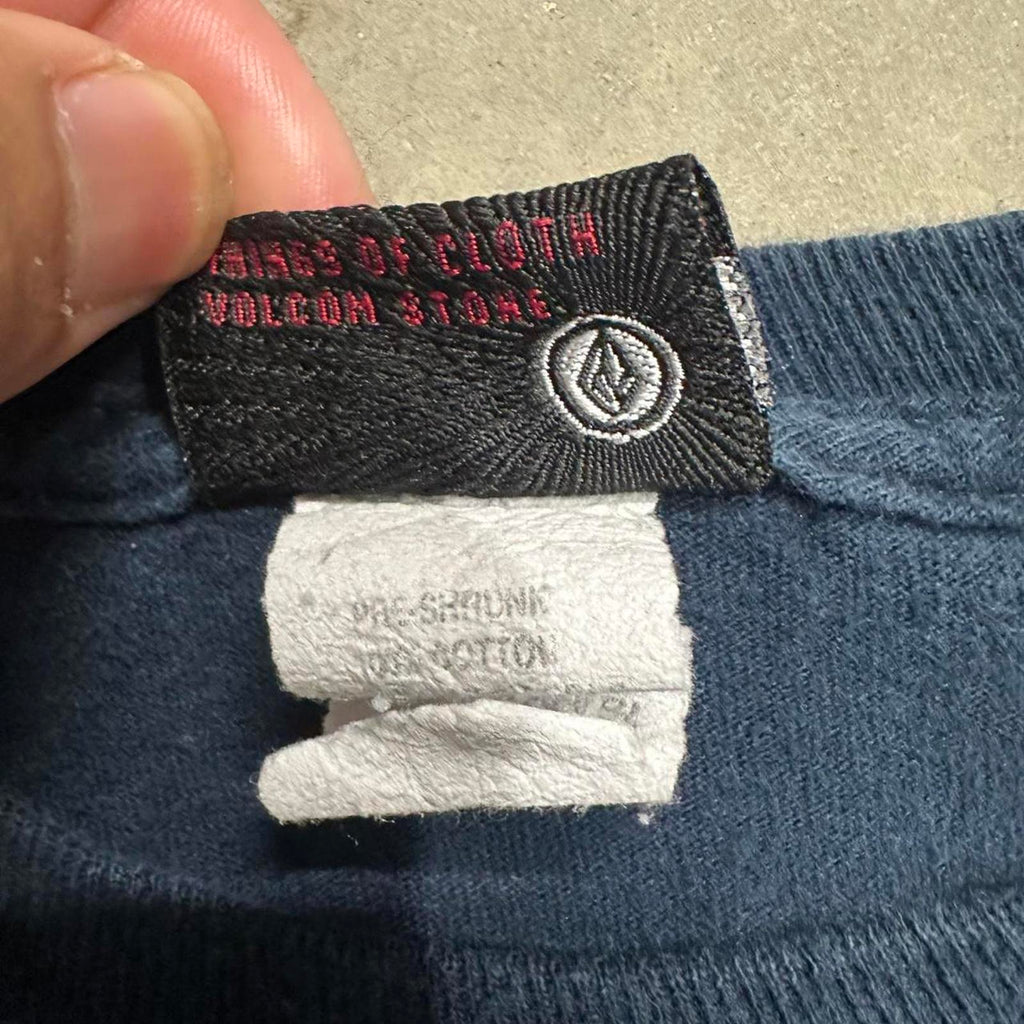 THINGS OF CLOTH
VOLCOM STONE
PRE-SHRUNK
100% COTTON